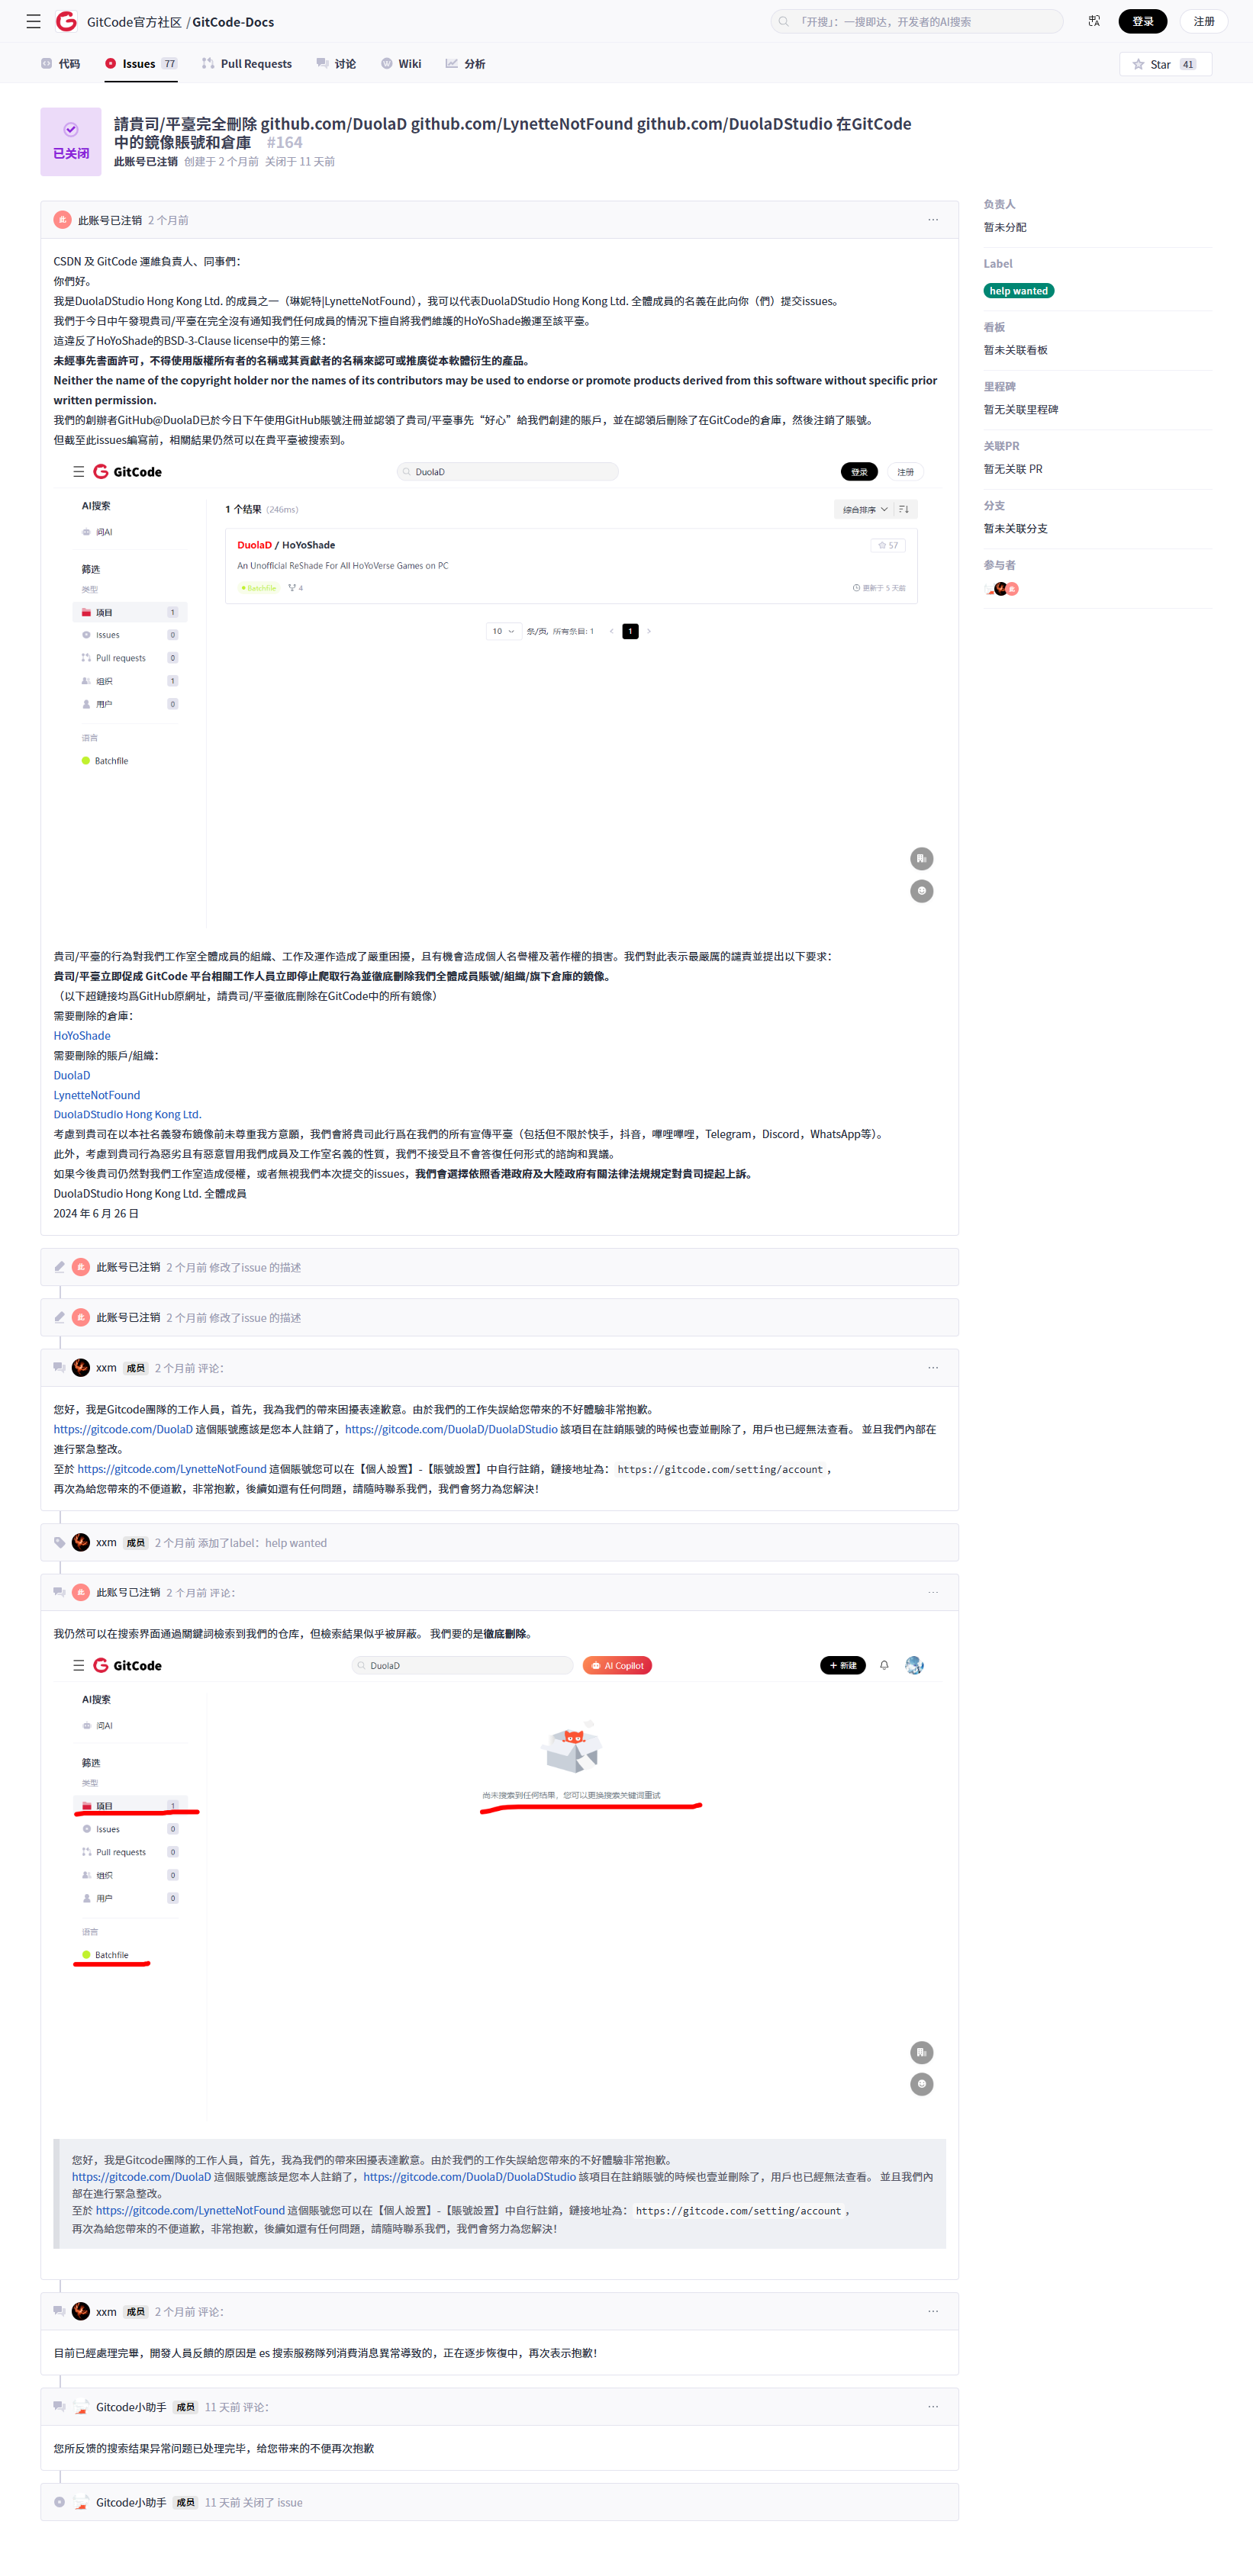 GitCode官方社区 / GitCode-Docs
「开搜」：一搜即达，开发者的AI搜索
登录
注册
代码
Issues 77
Pull Requests
讨论
Wiki
分析
Star 41
已关闭
請貴司/平臺完全刪除 github.com/DuolaD github.com/LynetteNotFound github.com/DuolaDStudio 在GitCode
中的鏡像賬號和倉庫 #164
此账号已注销 创建于 2 个月前 关闭于 11 天前
此 此账号已注销 2 个月前
CSDN 及 GitCode 運維負責人、同事們：
你們好。
我是DuolaDStudio Hong Kong Ltd. 的成員之一（琳妮特|LynetteNotFound），我可以代表DuolaDStudio Hong Kong Ltd. 全體成員的名義在此向你（們）提交issues。
我們于今日中午發現貴司/平臺在完全沒有通知我們任何成員的情況下擅自將我們維護的HoYoShade搬運至該平臺。
這違反了HoYoShade的BSD-3-Clause license中的第三條：
未經事先書面許可，不得使用版權所有者的名稱或其貢獻者的名稱來認可或推廣從本軟體衍生的產品。
Neither the name of the copyright holder nor the names of its contributors may be used to endorse or promote products derived from this software without specific prior
written permission.
我們的創辦者GitHub@DuolaD已於今日下午使用GitHub賬號注冊並認領了貴司/平臺事先“好心”給我們創建的賬戶，並在認領后刪除了在GitCode的倉庫，然後注銷了賬號。
但截至此issues編寫前，相關結果仍然可以在貴平臺被搜索到。
GitCode
DuolaD
登录
注册
AI搜索
问AI
筛选
类型
项目 1
Issues 0
Pull requests 0
组织 1
用户 0
语言
Batchfile
1 个结果 (246ms)
综合排序
DuolaD / HoYoShade
57
An Unofficial ReShade For All HoYoVerse Games on PC
Batchfile 4
更新于 5 天前
10 条/页, 所有条目: 1 1
貴司/平臺的行為對我們工作室全體成員的組織、工作及運作造成了嚴重困擾，且有機會造成個人名譽權及著作權的損害。我們對此表示最嚴厲的譴責並提出以下要求：
貴司/平臺立即促成 GitCode 平台相關工作人員立即停止爬取行為並徹底刪除我們全體成員賬號/組織/旗下倉庫的鏡像。
（以下超鏈接均爲GitHub原網址，請貴司/平臺徹底刪除在GitCode中的所有鏡像）
需要刪除的倉庫：
HoYoShade
需要刪除的賬戶/組織：
DuolaD
LynetteNotFound
DuolaDStudio Hong Kong Ltd.
考慮到貴司在以本社名義發布鏡像前未尊重我方意願，我們會將貴司此行爲在我們的所有宣傳平臺（包括但不限於快手，抖音，嗶哩嗶哩，Telegram，Discord，WhatsApp等）。
此外，考慮到貴司行為惡劣且有惡意冒用我們成員及工作室名義的性質，我們不接受且不會答復任何形式的諮詢和異議。
如果今後貴司仍然對我們工作室造成侵權，或者無視我們本次提交的issues，我們會選擇依照香港政府及大陸政府有關法律法規規定對貴司提起上訴。
DuolaDStudio Hong Kong Ltd. 全體成員
2024 年 6 月 26 日
此 此账号已注销 2 个月前 修改了issue 的描述
此 此账号已注销 2 个月前 修改了issue 的描述
xxm 成员 2 个月前 评论：
您好，我是Gitcode團隊的工作人員，首先，我為我們的帶來困擾表達歉意。由於我們的工作失誤給您帶來的不好體驗非常抱歉。
https://gitcode.com/DuolaD 這個賬號應該是您本人註銷了，https://gitcode.com/DuolaD/DuolaDStudio 該項目在註銷賬號的時候也壹並刪除了，用戶也已經無法查看。 並且我們內部在
進行緊急整改。
至於 https://gitcode.com/LynetteNotFound 這個賬號您可以在【個人設置】-【賬號設置】中自行註銷，鏈接地址為：https://gitcode.com/setting/account，
再次為給您帶來的不便道歉，非常抱歉，後續如還有任何問題，請隨時聯系我們，我們會努力為您解決！
xxm 成员 2 个月前 添加了label：help wanted
此 此账号已注销 2 个月前 评论：
我仍然可以在搜索界面通過關鍵詞檢索到我們的仓库，但檢索結果似乎被屏蔽。 我們要的是徹底刪除。
GitCode
DuolaD
AI Copilot
+ 新建
AI搜索
问AI
筛选
类型
项目 1
Issues 0
Pull requests 0
组织 0
用户 0
语言
Batchfile
尚未搜索到任何结果，您可以更换搜索关键词重试
您好，我是Gitcode團隊的工作人員，首先，我為我們的帶來困擾表達歉意。由於我們的工作失誤給您帶來的不好體驗非常抱歉。
https://gitcode.com/DuolaD 這個賬號應該是您本人註銷了，https://gitcode.com/DuolaD/DuolaDStudio 該項目在註銷賬號的時候也壹並刪除了，用戶也已經無法查看。 並且我們內
部在進行緊急整改。
至於 https://gitcode.com/LynetteNotFound 這個賬號您可以在【個人設置】-【賬號設置】中自行註銷，鏈接地址為：https://gitcode.com/setting/account，
再次為給您帶來的不便道歉，非常抱歉，後續如還有任何問題，請隨時聯系我們，我們會努力為您解決！
xxm 成员 2 个月前 评论：
目前已經處理完畢，開發人員反饋的原因是 es 搜索服務隊列消費消息異常導致的，正在逐步恢復中，再次表示抱歉！
Gitcode小助手 成员 11 天前 评论：
您所反馈的搜索结果异常问题已处理完毕，给您带来的不便再次抱歉
Gitcode小助手 成员 11 天前 关闭了 issue
负责人
暂未分配
Label
help wanted
看板
暂未关联看板
里程碑
暂无关联里程碑
关联PR
暂无关联 PR
分支
暂未关联分支
参与者
此